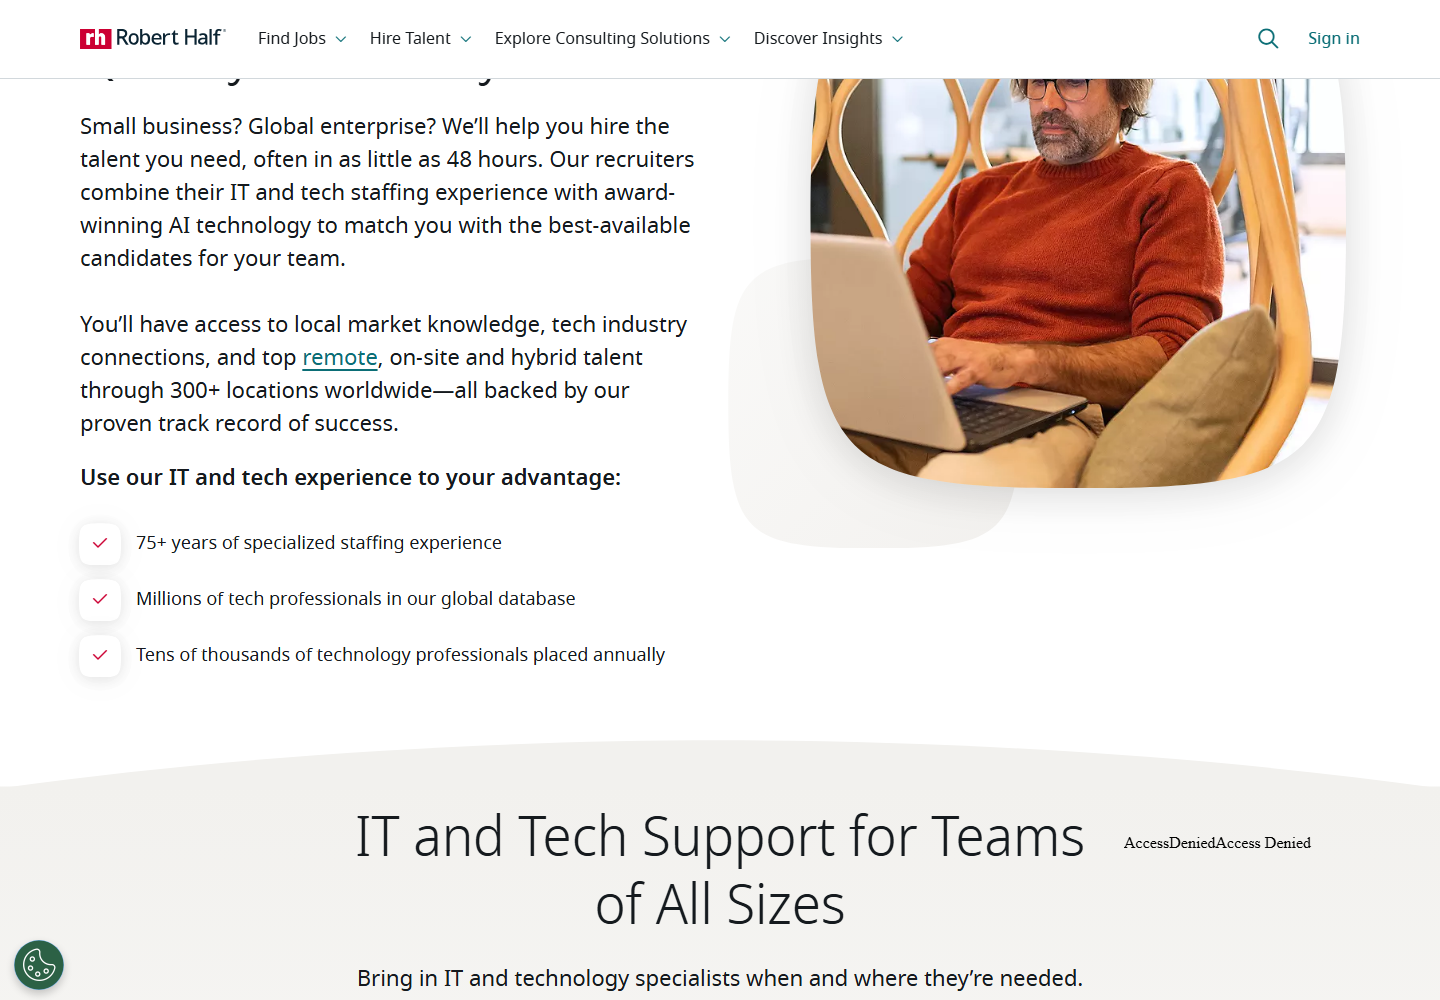 rh Robert Half®
Find Jobs
Hire Talent
Explore Consulting Solutions
Discover Insights
Sign in
Small business? Global enterprise? We’ll help you hire the
talent you need, often in as little as 48 hours. Our recruiters
combine their IT and tech staffing experience with award-
winning AI technology to match you with the best-available
candidates for your team.
You’ll have access to local market knowledge, tech industry
connections, and top remote, on-site and hybrid talent
through 300+ locations worldwide—all backed by our
proven track record of success.
Use our IT and tech experience to your advantage:
75+ years of specialized staffing experience
Millions of tech professionals in our global database
Tens of thousands of technology professionals placed annually
IT and Tech Support for Teams
of All Sizes
AccessDeniedAccess Denied
Bring in IT and technology specialists when and where they’re needed.